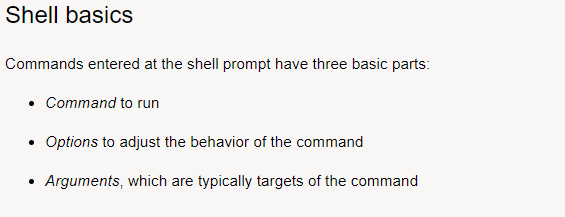 Shell basics
Commands entered at the shell prompt have three basic parts:
• Command to run
• Options to adjust the behavior of the command
• Arguments, which are typically targets of the command